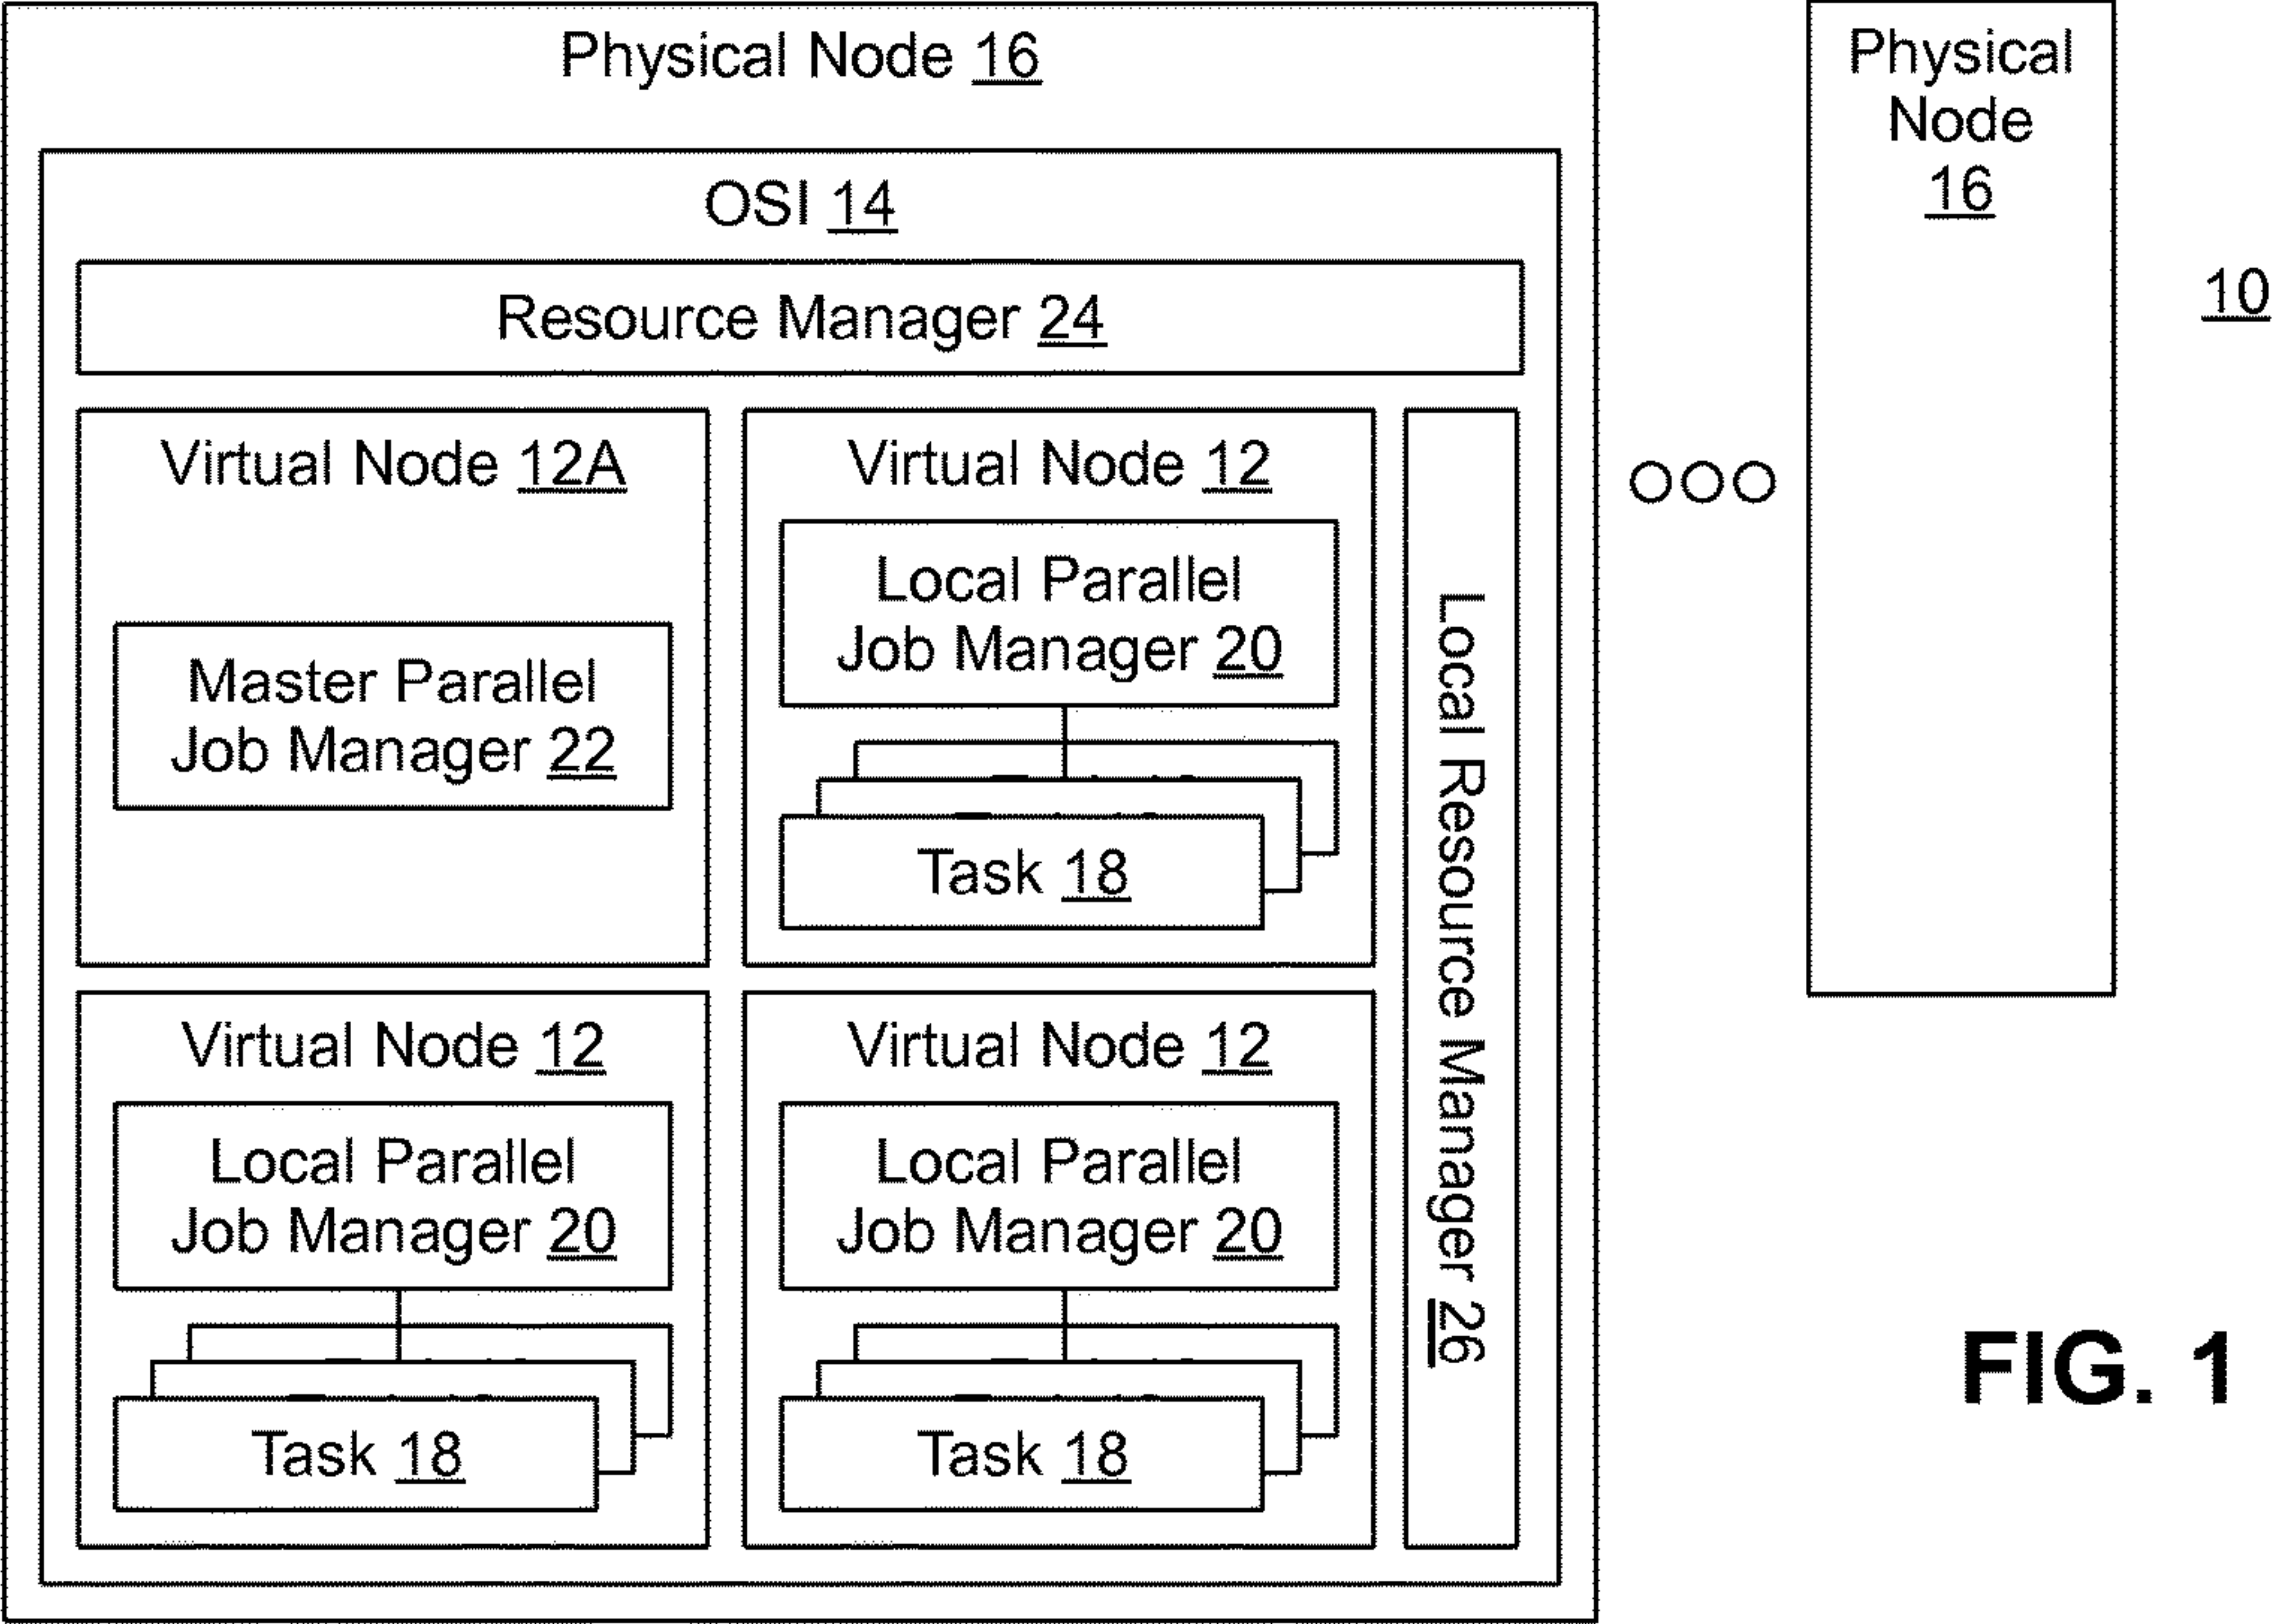 Physical Node 16
OSI 14
Resource Manager 24
Virtual Node 12A
Master Parallel
Job Manager 22
Virtual Node 12
Local Parallel
Job Manager 20
Task 18
Virtual Node 12
Local Parallel
Job Manager 20
Task 18
Virtual Node 12
Local Parallel
Job Manager 20
Task 18
Local Resource Manager 26
Physical
Node
16
10
FIG. 1